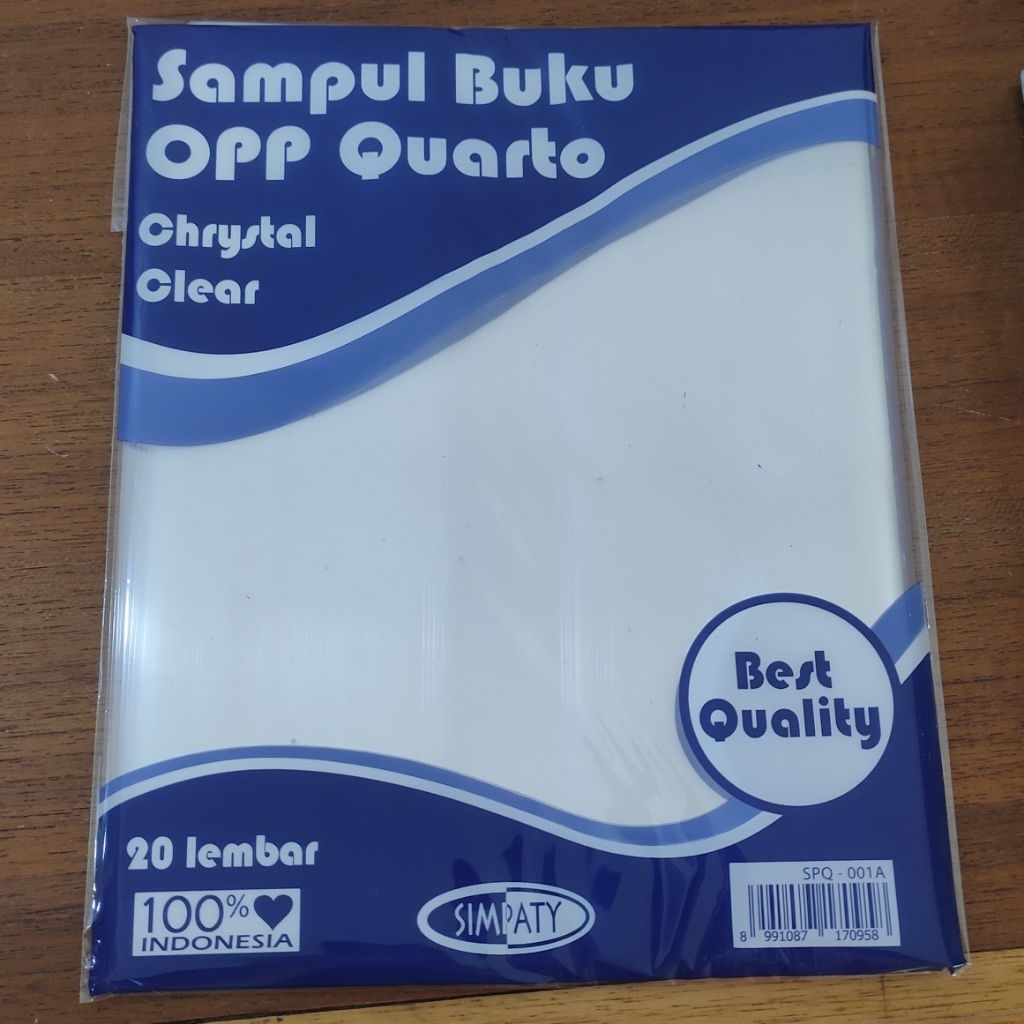 Sampul Buku
OPP Quarto
Chrystal
Clear
Best
Quality
20 lembar
100%
INDONESIA
SIMPATY
SPQ - 001A
8 991087 170958